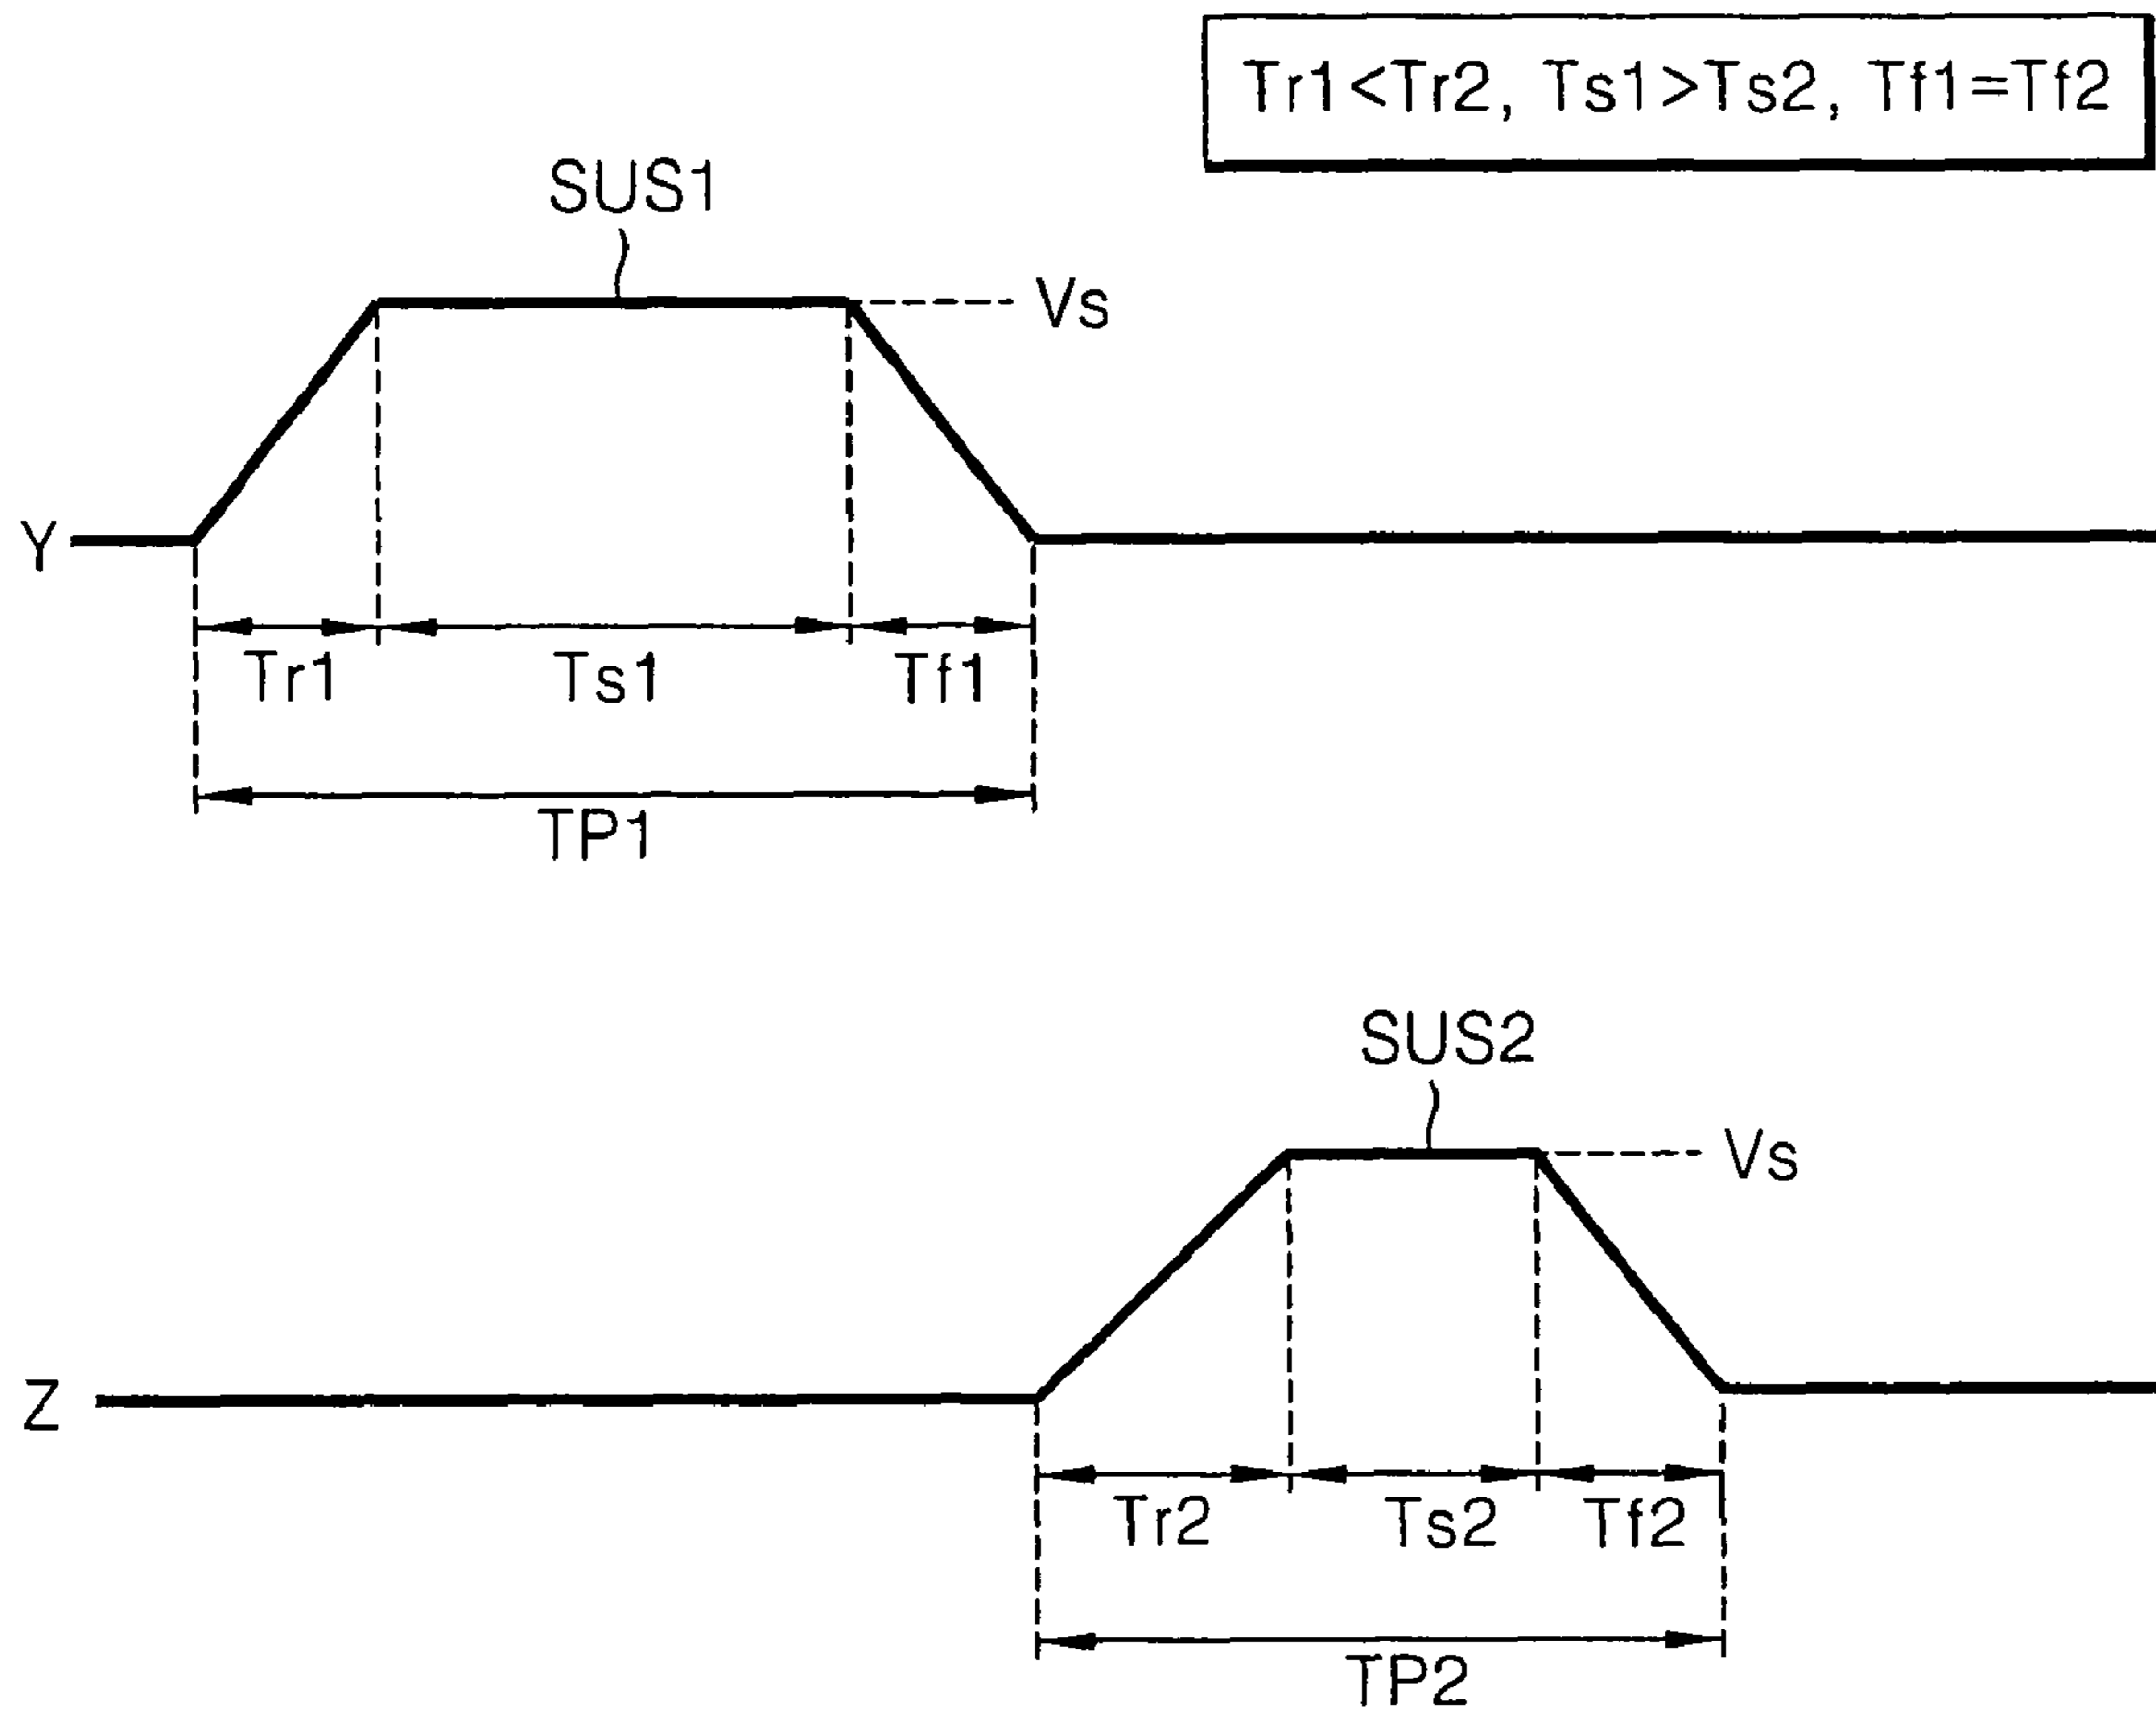 Tr1<Tr2, Ts1>Ts2, Tf1=Tf2
SUS1
Vs
Y
Tr1 Ts1 Tf1
TP1
SUS2
Vs
Z
Tr2 Ts2 Tf2
TP2